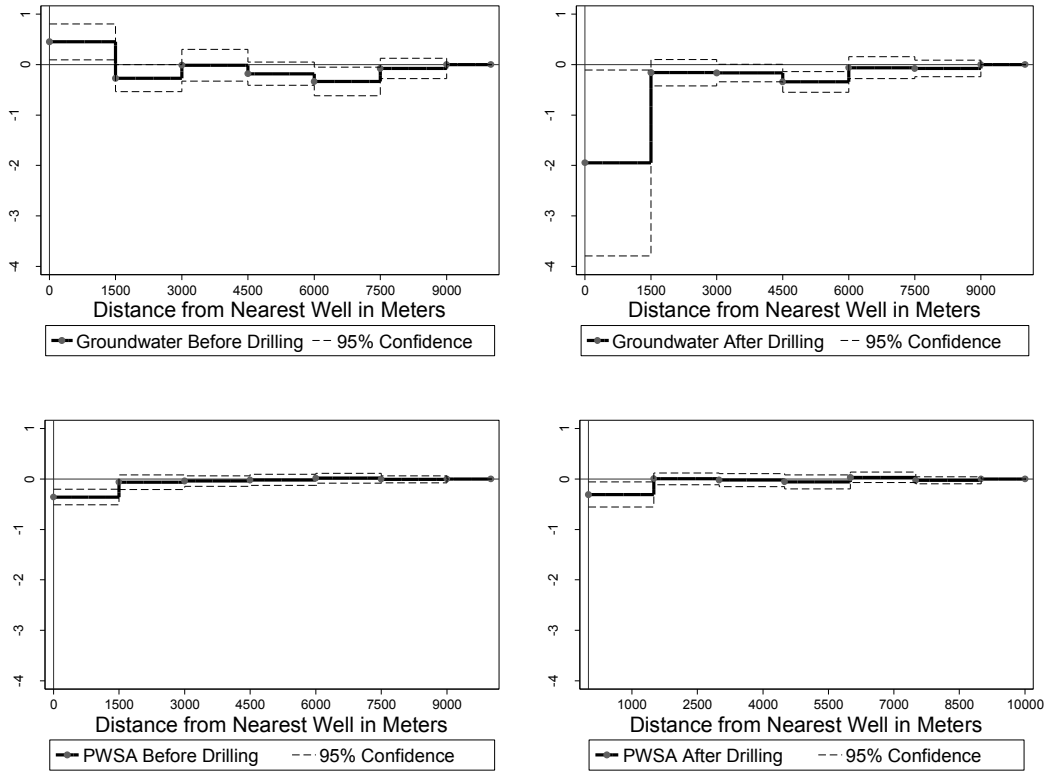 1
0
-1
-2
-3
-4
0 1500 3000 4500 6000 7500 9000
Distance from Nearest Well in Meters
Groundwater Before Drilling 95% Confidence
1
0
-1
-2
-3
-4
0 1500 3000 4500 6000 7500 9000
Distance from Nearest Well in Meters
Groundwater After Drilling 95% Confidence
1
0
-1
-2
-3
-4
0 1500 3000 4500 6000 7500 9000
Distance from Nearest Well in Meters
PWSA Before Drilling 95% Confidence
1
0
-1
-2
-3
-4
1000 2500 4000 5500 7000 8500 10000
Distance from Nearest Well in Meters
PWSA After Drilling 95% Confidence